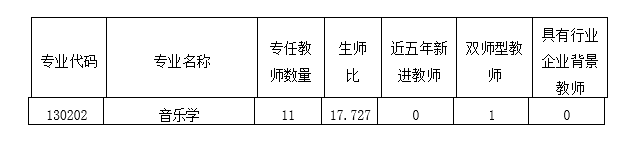 专业代码 专业名称 专任教师数量 生师比 近五年新进教师 双师型教师 具有行业企业背景教师
130202 音乐学 11 17.727 0 1 0